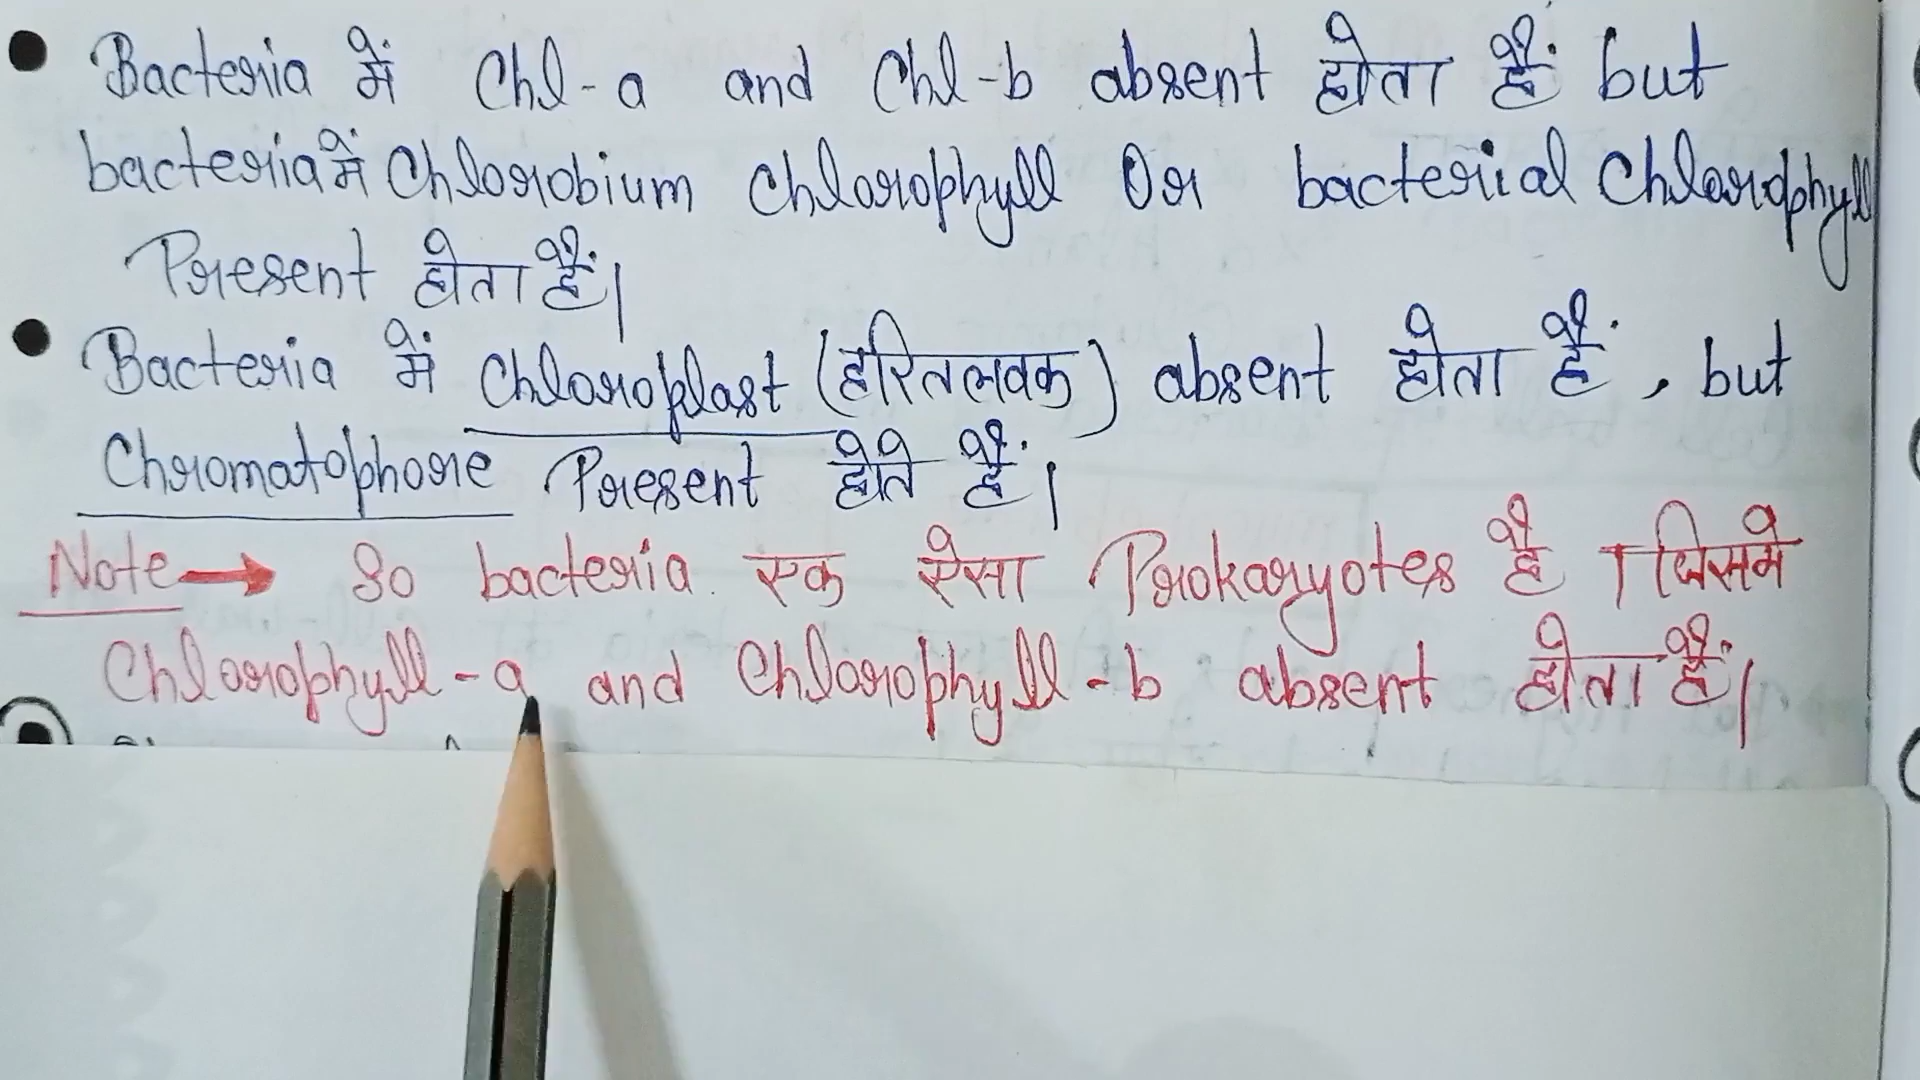 Bacteria में Chl-a and Chl-b absent होता हैं but
bacteria में Chlorobium chlorophyll Or bacterial Chlorophyll
Present होता हैं।
Bacteria में Chloroplast (हरितलवक) absent होता हैं, but
Chromatophore Present होते हैं।
Note → So bacteria एक ऐसा Prokaryotes है । जिसमे
Chlorophyll-a and Chlorophyll-b absent होता हैं।